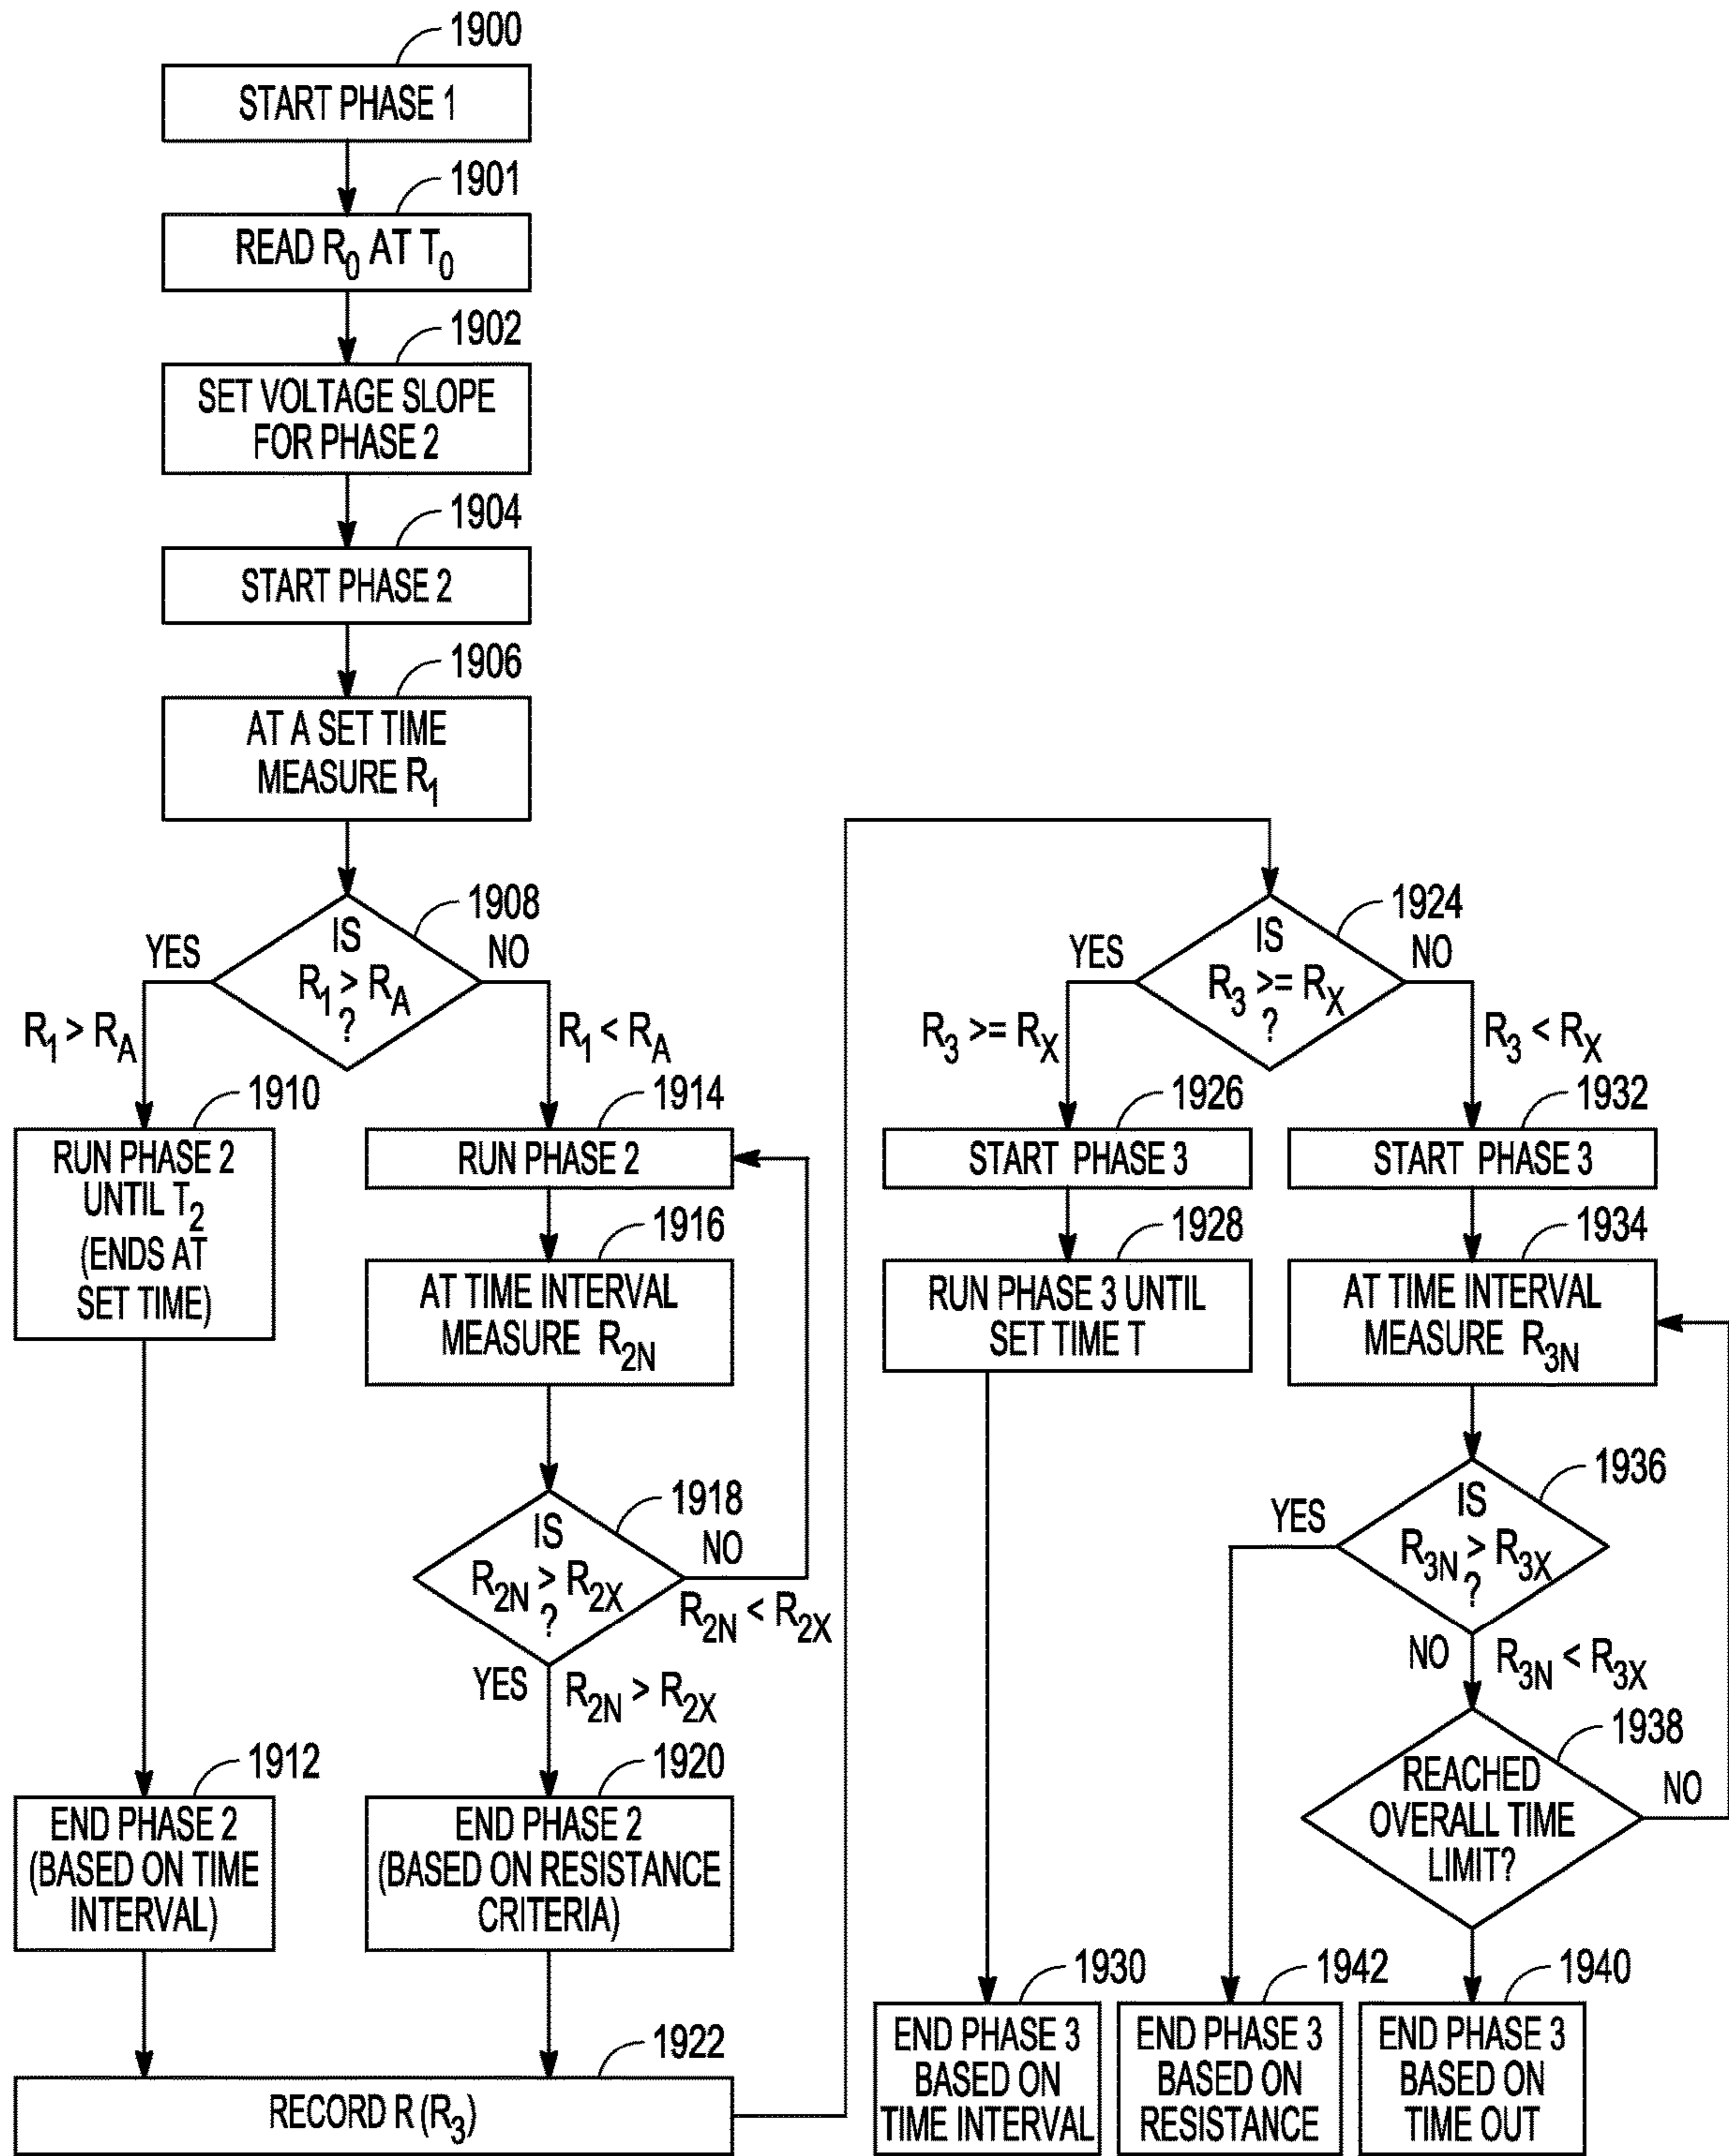 1900
START PHASE 1
1901
READ R0 AT T0
1902
SET VOLTAGE SLOPE
FOR PHASE 2
1904
START PHASE 2
1906
AT A SET TIME
MEASURE R1
1908
YES
IS
R1 > RA
?
NO
R1 > RA
R1 < RA
1910
RUN PHASE 2
UNTIL T2
(ENDS AT
SET TIME)
1914
RUN PHASE 2
1916
AT TIME INTERVAL
MEASURE R2N
1918
IS
R2N > R2X
?
NO
R2N < R2X
YES
R2N > R2X
1912
END PHASE 2
(BASED ON TIME
INTERVAL)
1920
END PHASE 2
(BASED ON RESISTANCE
CRITERIA)
1922
RECORD R (R3)
1924
YES
IS
R3 >= RX
?
NO
R3 >= RX
R3 < RX
1926
START PHASE 3
1928
RUN PHASE 3 UNTIL
SET TIME T
1932
START PHASE 3
1934
AT TIME INTERVAL
MEASURE R3N
1936
YES
IS
R3N > R3X
?
NO
R3N < R3X
1938
REACHED
OVERALL TIME
LIMIT?
NO
1930
END PHASE 3
BASED ON
TIME INTERVAL
1942
END PHASE 3
BASED ON
RESISTANCE
1940
END PHASE 3
BASED ON
TIME OUT